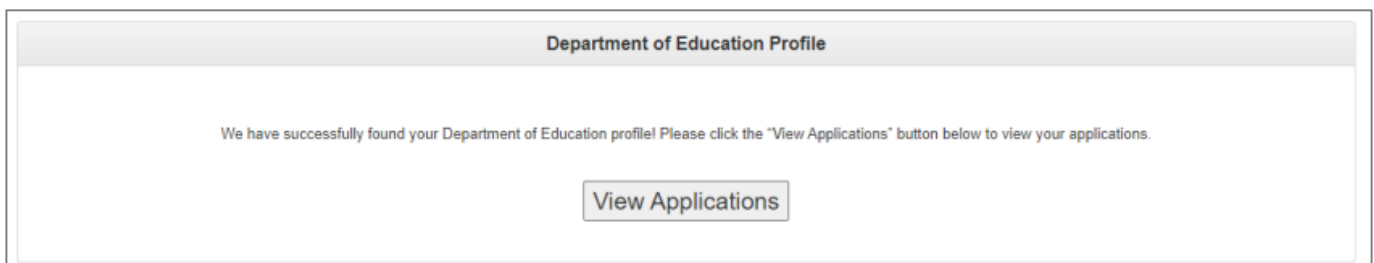 Department of Education Profile
We have successfully found your Department of Education profile! Please click the "View Applications" button below to view your applications.
View Applications